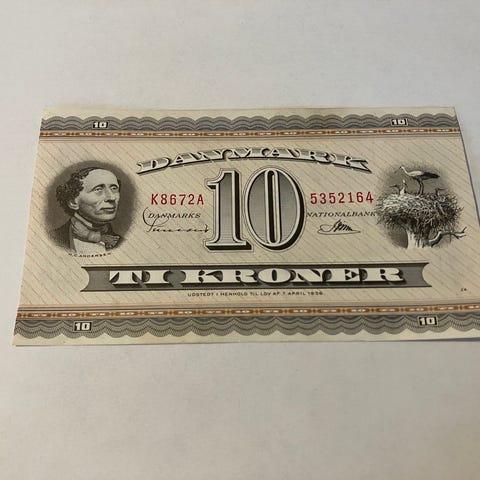 10 10
DANMARK
K8672A 10 5352164
DANMARKS NATIONALBANK
H.C. ANDERSEN
TI KRONER
UDSTEDT I HENHOLD TIL LOV AF 7 APRIL 1936.
10 10